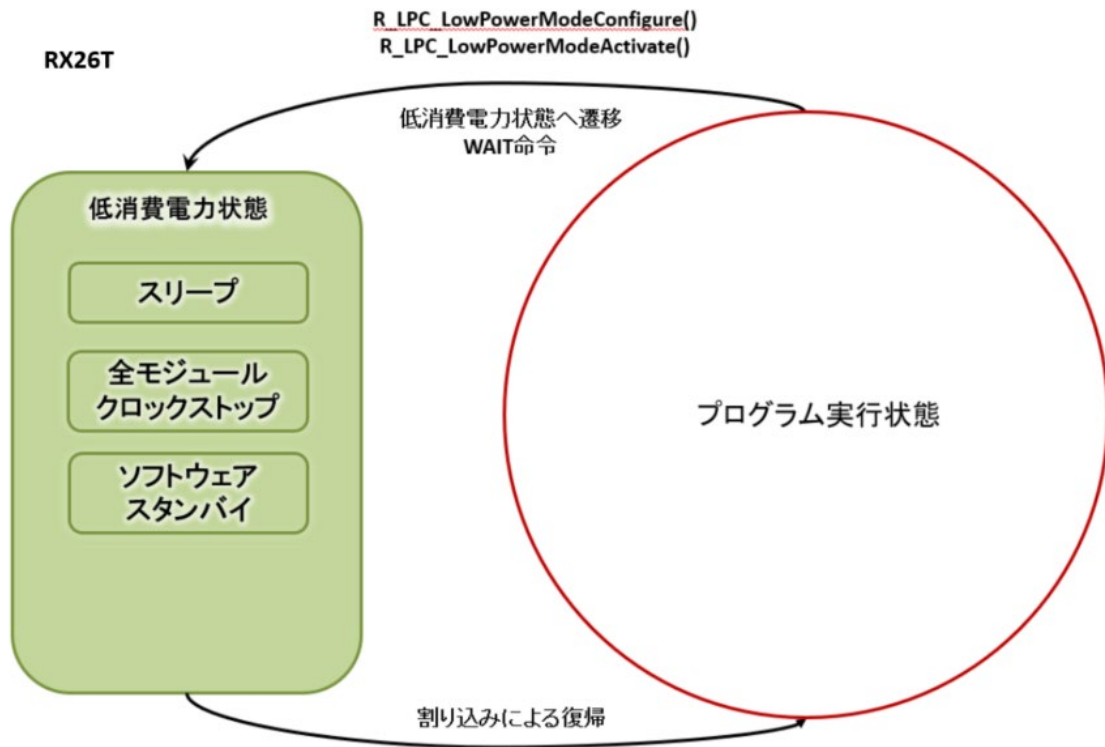 R_LPC_LowPowerModeConfigure()
R_LPC_LowPowerModeActivate()
RX26T
低消費電力状態へ遷移
WAIT命令
低消費電力状態
スリープ
全モジュール
クロックストップ
ソフトウェア
スタンバイ
プログラム実行状態
割り込みによる復帰